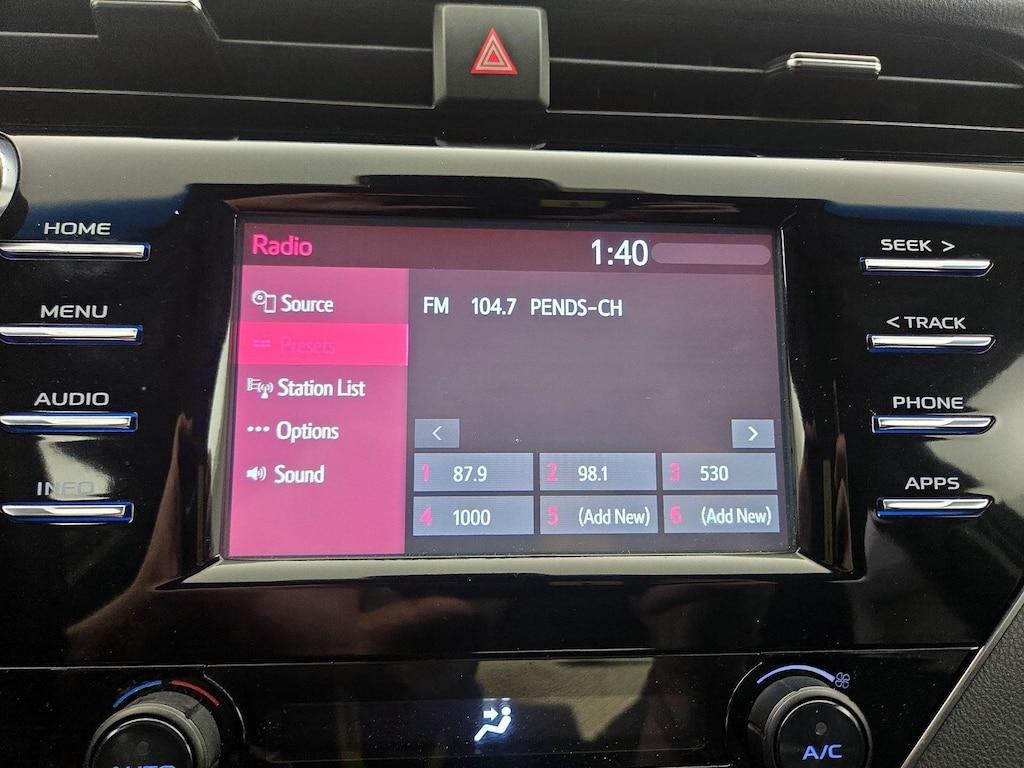 HOME
MENU
AUDIO
INFO
Radio
1:40
Source
Presets
Station List
Options
Sound
FM 104.7 PENDS-CH
<
>
1 87.9
2 98.1
3 530
4 1000
5 (Add New)
6 (Add New)
SEEK >
< TRACK
PHONE
APPS
AUTO
A/C